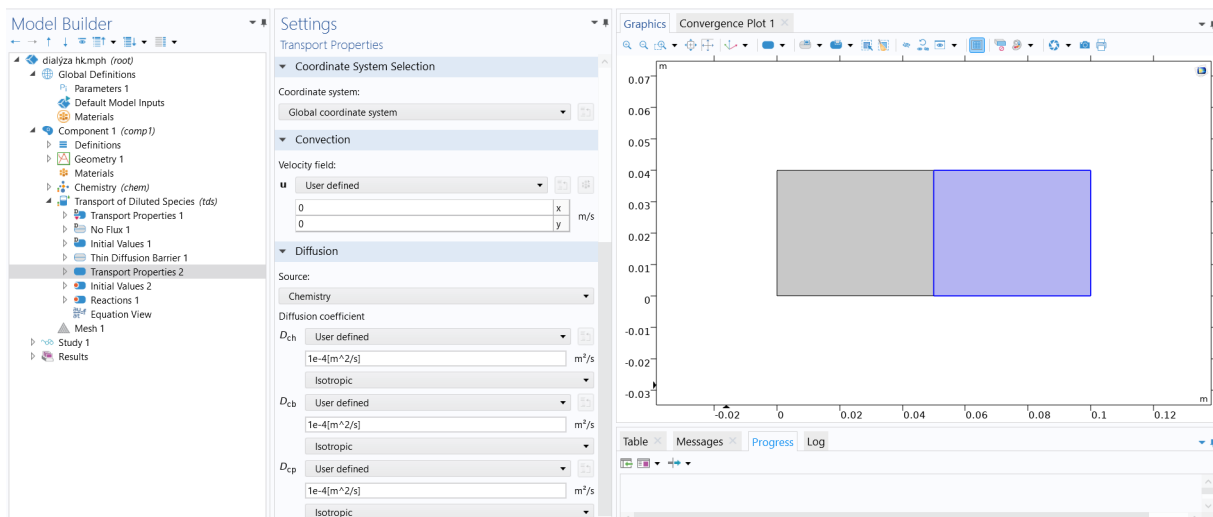 Model Builder
dialýza hk.mph (root)
Global Definitions
Pi Parameters 1
Default Model Inputs
Materials
Component 1 (comp1)
Definitions
Geometry 1
Materials
Chemistry (chem)
Transport of Diluted Species (tds)
Transport Properties 1
No Flux 1
Initial Values 1
Thin Diffusion Barrier 1
Transport Properties 2
Initial Values 2
Reactions 1
Equation View
Mesh 1
Study 1
Results
Settings
Transport Properties
Coordinate System Selection
Coordinate system:
Global coordinate system
Convection
Velocity field:
u User defined
0 x
0 y
m/s
Diffusion
Source:
Chemistry
Diffusion coefficient
Dch User defined
1e-4[m^2/s] m²/s
Isotropic
Dcb User defined
1e-4[m^2/s] m²/s
Isotropic
Dcp User defined
1e-4[m^2/s] m²/s
Isotropic
Graphics Convergence Plot 1
m
0.07
0.06
0.05
0.04
0.03
0.02
0.01
0
-0.01
-0.02
-0.03
m
-0.02 0 0.02 0.04 0.06 0.08 0.1 0.12
Table Messages Progress Log